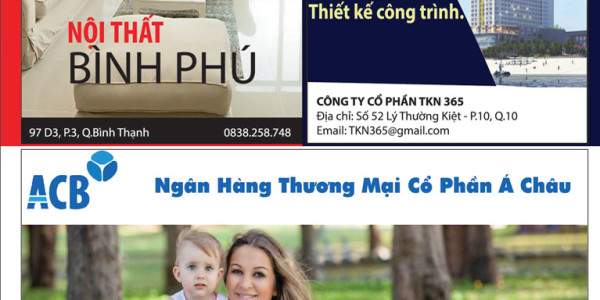 NỘI THẤT
BÌNH PHÚ
97 D3, P.3, Q.Bình Thạnh
0838.258.748
Thiết kế công trình.
CÔNG TY CỔ PHẦN TKN 365
Địa chỉ: Số 52 Lý Thường Kiệt - P.10, Q.10
Email: TKN365@gmail.com
ACB
Ngân Hàng Thương Mại Cổ Phần Á Châu